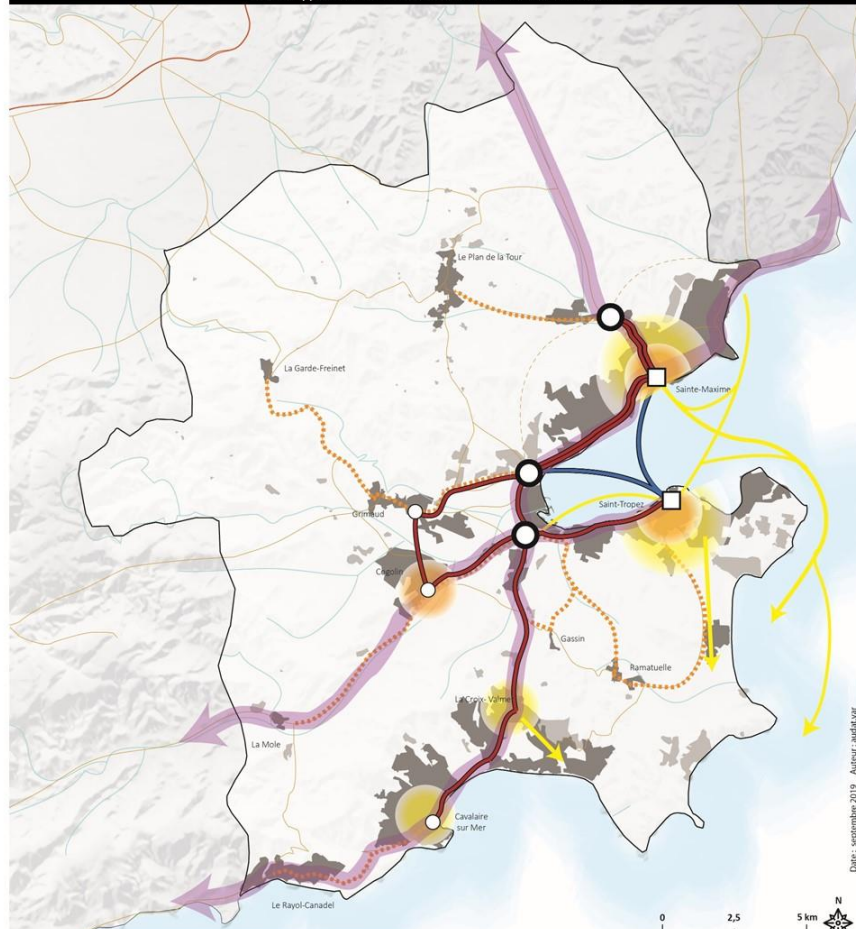 Le Plan de la Tour
La Garde-Freinet
Sainte-Maxime
Saint-Tropez
Grimaud
Cogolin
Gassin
Ramatuelle
La Croix-Valmer
La Mole
Cavalaire
sur Mer
Le Rayol-Canadel
Date : septembre 2019 Auteur : audat.var
N
0 2,5 5 km